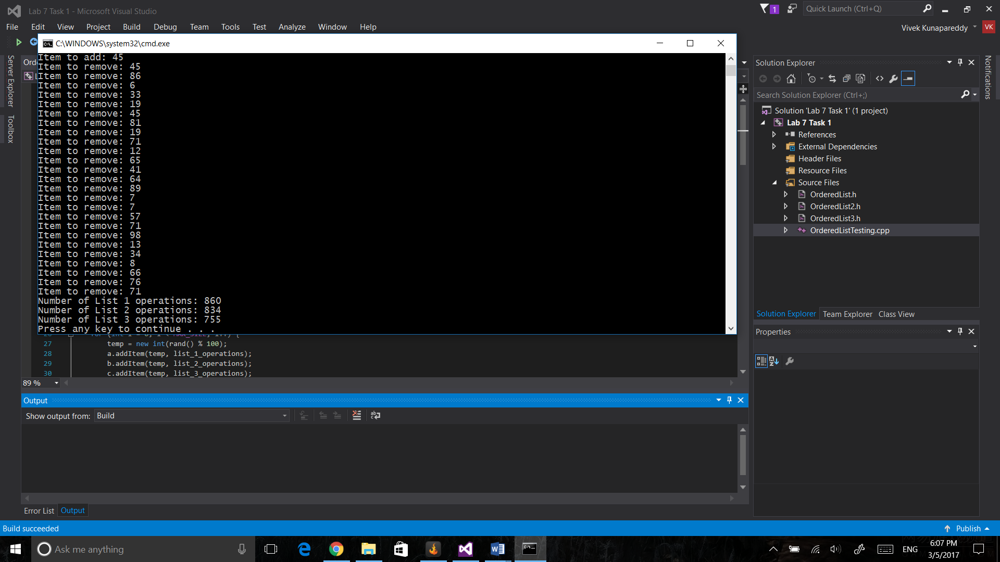 Lab 7 Task 1 - Microsoft Visual Studio
1
Quick Launch (Ctrl+Q)
File Edit View Project Build Debug Team Tools Test Analyze Window Help
Vivek Kunapareddy VK
C:\WINDOWS\system32\cmd.exe
Server Explorer
Toolbox
Item to add: 45
Item to remove: 45
Item to remove: 86
Item to remove: 6
Item to remove: 33
Item to remove: 19
Item to remove: 45
Item to remove: 81
Item to remove: 19
Item to remove: 71
Item to remove: 12
Item to remove: 65
Item to remove: 41
Item to remove: 64
Item to remove: 89
Item to remove: 7
Item to remove: 7
Item to remove: 57
Item to remove: 71
Item to remove: 98
Item to remove: 13
Item to remove: 34
Item to remove: 8
Item to remove: 66
Item to remove: 76
Item to remove: 71
Number of List 1 operations: 860
Number of List 2 operations: 834
Number of List 3 operations: 755
Press any key to continue . . .
27 temp = new int(rand() % 100);
28 a.addItem(temp, list_1_operations);
29 b.addItem(temp, list_2_operations);
30 c.addItem(temp, list_3_operations);
89 %
Output
Show output from: Build
Error List Output
Solution Explorer
Search Solution Explorer (Ctrl+;)
Solution 'Lab 7 Task 1' (1 project)
Lab 7 Task 1
References
External Dependencies
Header Files
Resource Files
Source Files
OrderedList.h
OrderedList2.h
OrderedList3.h
OrderedListTesting.cpp
Solution Explorer Team Explorer Class View
Properties
Notifications
Build succeeded
Publish
Ask me anything
ENG
6:07 PM
3/5/2017